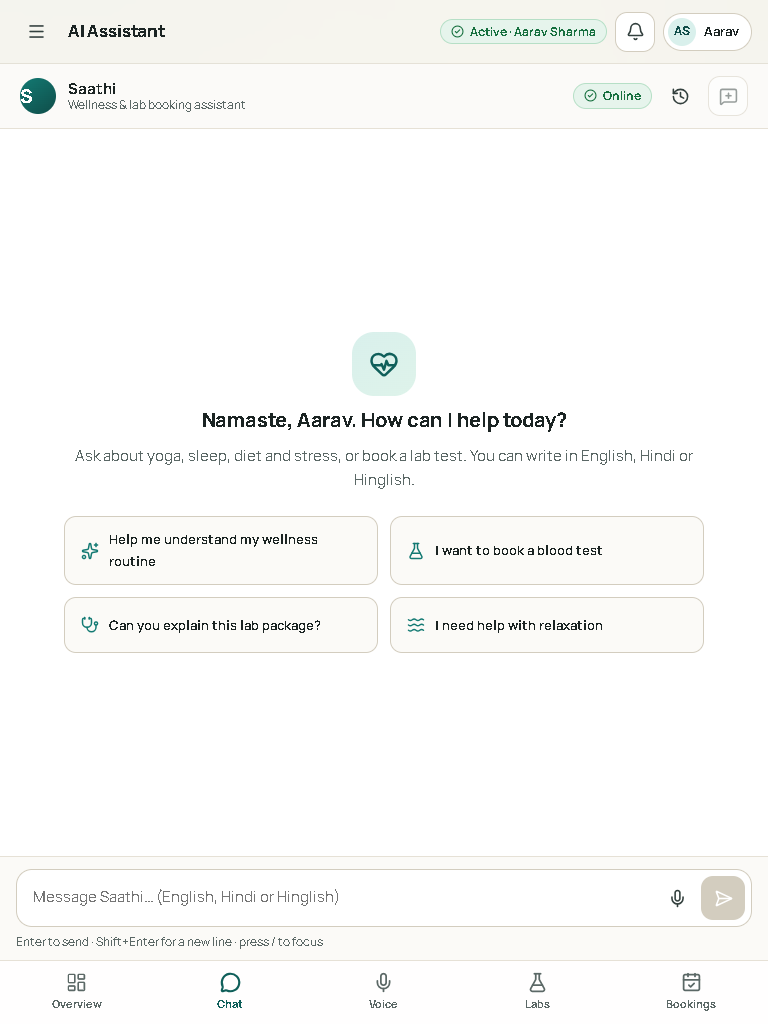 AI Assistant
Active · Aarav Sharma
AS
Aarav
S
Saathi
Wellness & lab booking assistant
Online
Namaste, Aarav. How can I help today?
Ask about yoga, sleep, diet and stress, or book a lab test. You can write in English, Hindi or
Hinglish.
Help me understand my wellness
routine
I want to book a blood test
Can you explain this lab package?
I need help with relaxation
Message Saathi... (English, Hindi or Hinglish)
Enter to send · Shift+Enter for a new line · press / to focus
Overview
Chat
Voice
Labs
Bookings